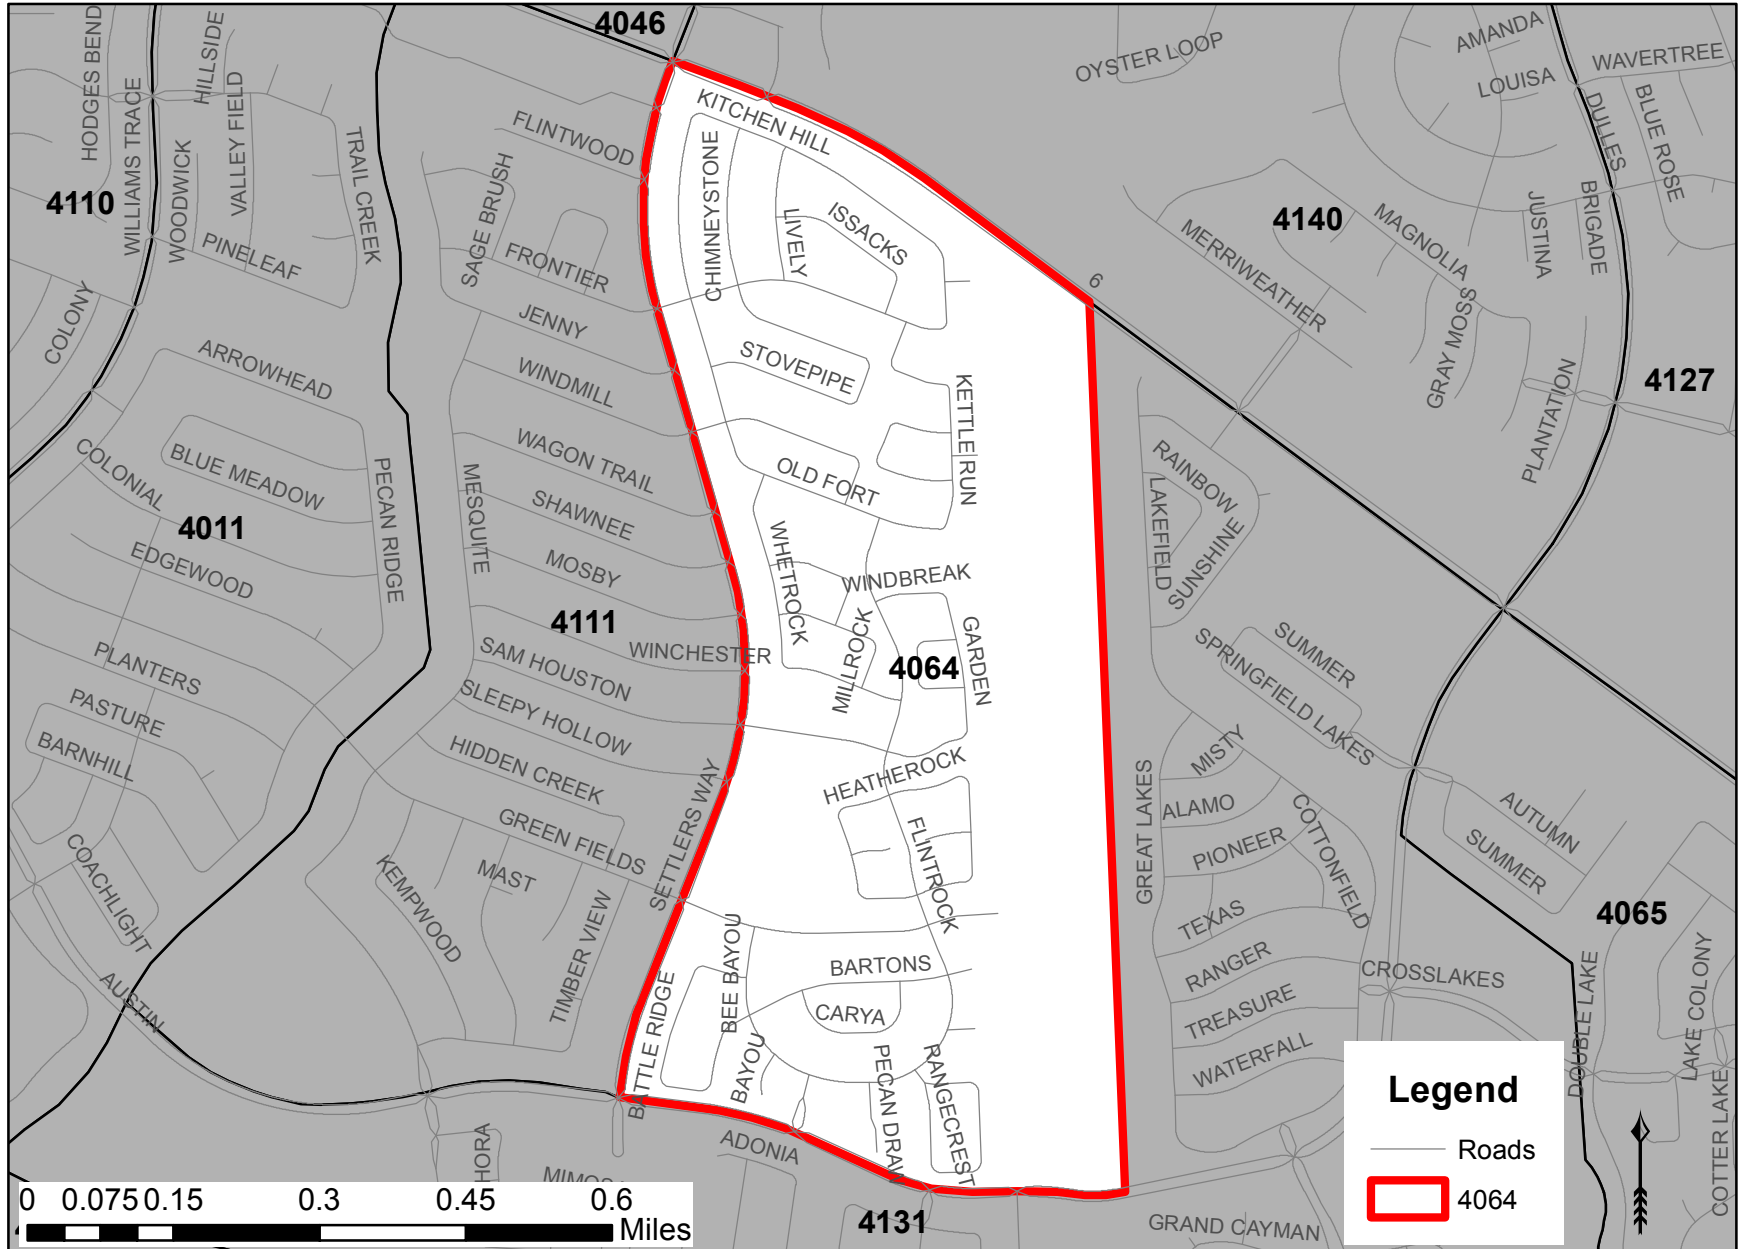 4046
HODGES BEND
WILLIAMS TRACE
HILLSIDE
WOODWICK
VALLEY FIELD
TRAIL CREEK
4110
PINELEAF
COLONY
FLINTWOOD
SAGE BRUSH
FRONTIER
JENNY
WINDMILL
WAGON TRAIL
SHAWNEE
MOSBY
MESQUITE
4111
WINCHESTER
SAM HOUSTON
SLEEPY HOLLOW
HIDDEN CREEK
GREEN FIELDS
MAST
KEMPWOOD
TIMBER VIEW
SETTLERS WAY
ARROWHEAD
BLUE MEADOW
COLONIAL
4011
EDGEWOOD
PECAN RIDGE
PLANTERS
PASTURE
BARNHILL
COACHLIGHT
AUSTIN
KITCHEN HILL
CHIMNEYSTONE
LIVELY
ISSACKS
STOVEPIPE
KETTLE RUN
OLD FORT
WHETROCK
WINDBREAK
MILLROCK
4064
GARDEN
HEATHEROCK
FLINTROCK
BEE BAYOU
BARTONS
CARYA
BATTLE RIDGE
BAYOU
PECAN DRAW
RANGECREST
ADONIA
4131
HORA
OYSTER LOOP
AMANDA
LOUISA
WAVERTREE
DULLES
BLUE ROSE
4140
MAGNOLIA
MERRIWEATHER
JUSTINA
BRIGADE
GRAY MOSS
PLANTATION
4127
6
RAINBOW
LAKEFIELD
SUNSHINE
SUMMER
SPRINGFIELD LAKES
MISTY
ALAMO
PIONEER
COTTONFIELD
GREAT LAKES
TEXAS
RANGER
TREASURE
WATERFALL
CROSSLAKES
AUTUMN
SUMMER
4065
DOUBLE LAKE
LAKE COLONY
COTTER LAKE
GRAND CAYMAN
Legend
Roads
4064
0 0.075 0.15 0.3 0.45 0.6
Miles